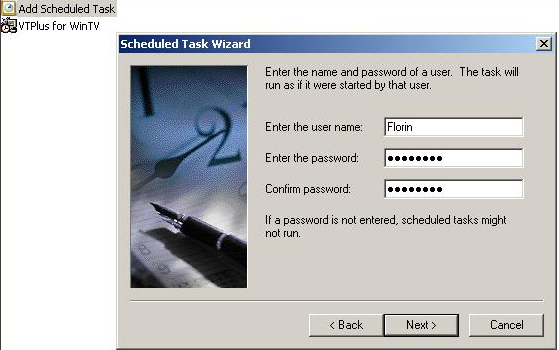 Add Scheduled Task
VTPlus for WinTV
Scheduled Task Wizard
Enter the name and password of a user. The task will
run as if it were started by that user.
Enter the user name: Florin
Enter the password: ●●●●●●●●
Confirm password: ●●●●●●●●
If a password is not entered, scheduled tasks might
not run.
< Back Next > Cancel
2